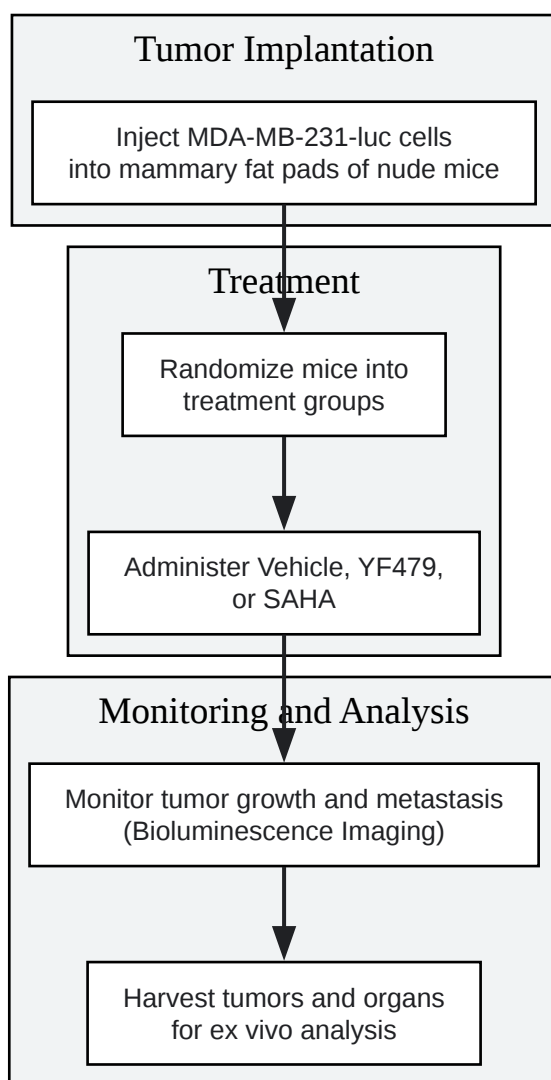 Tumor Implantation
Inject MDA-MB-231-luc cells
into mammary fat pads of nude mice
Treatment
Randomize mice into
treatment groups
Administer Vehicle, YF479,
or SAHA
Monitoring and Analysis
Monitor tumor growth and metastasis
(Bioluminescence Imaging)
Harvest tumors and organs
for ex vivo analysis